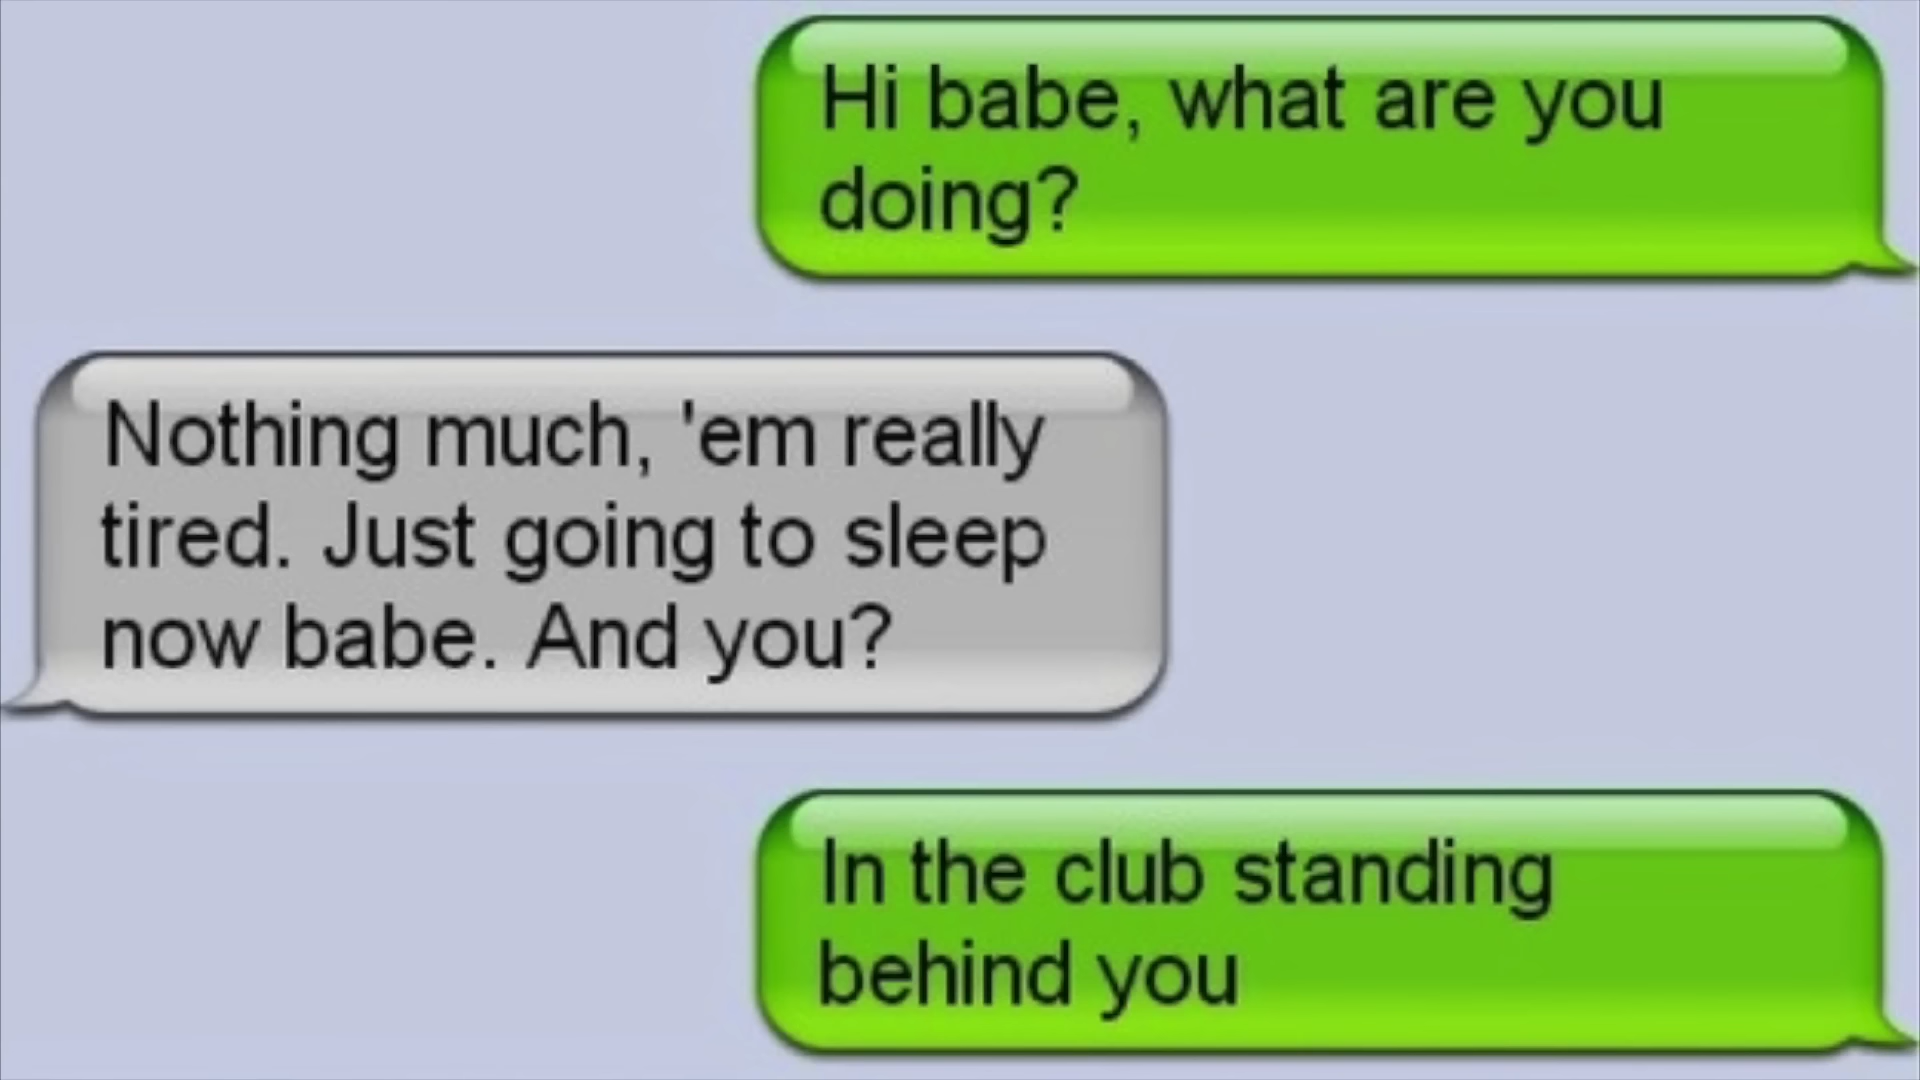 Hi babe, what are you
doing?
Nothing much, 'em really
tired. Just going to sleep
now babe. And you?
In the club standing
behind you